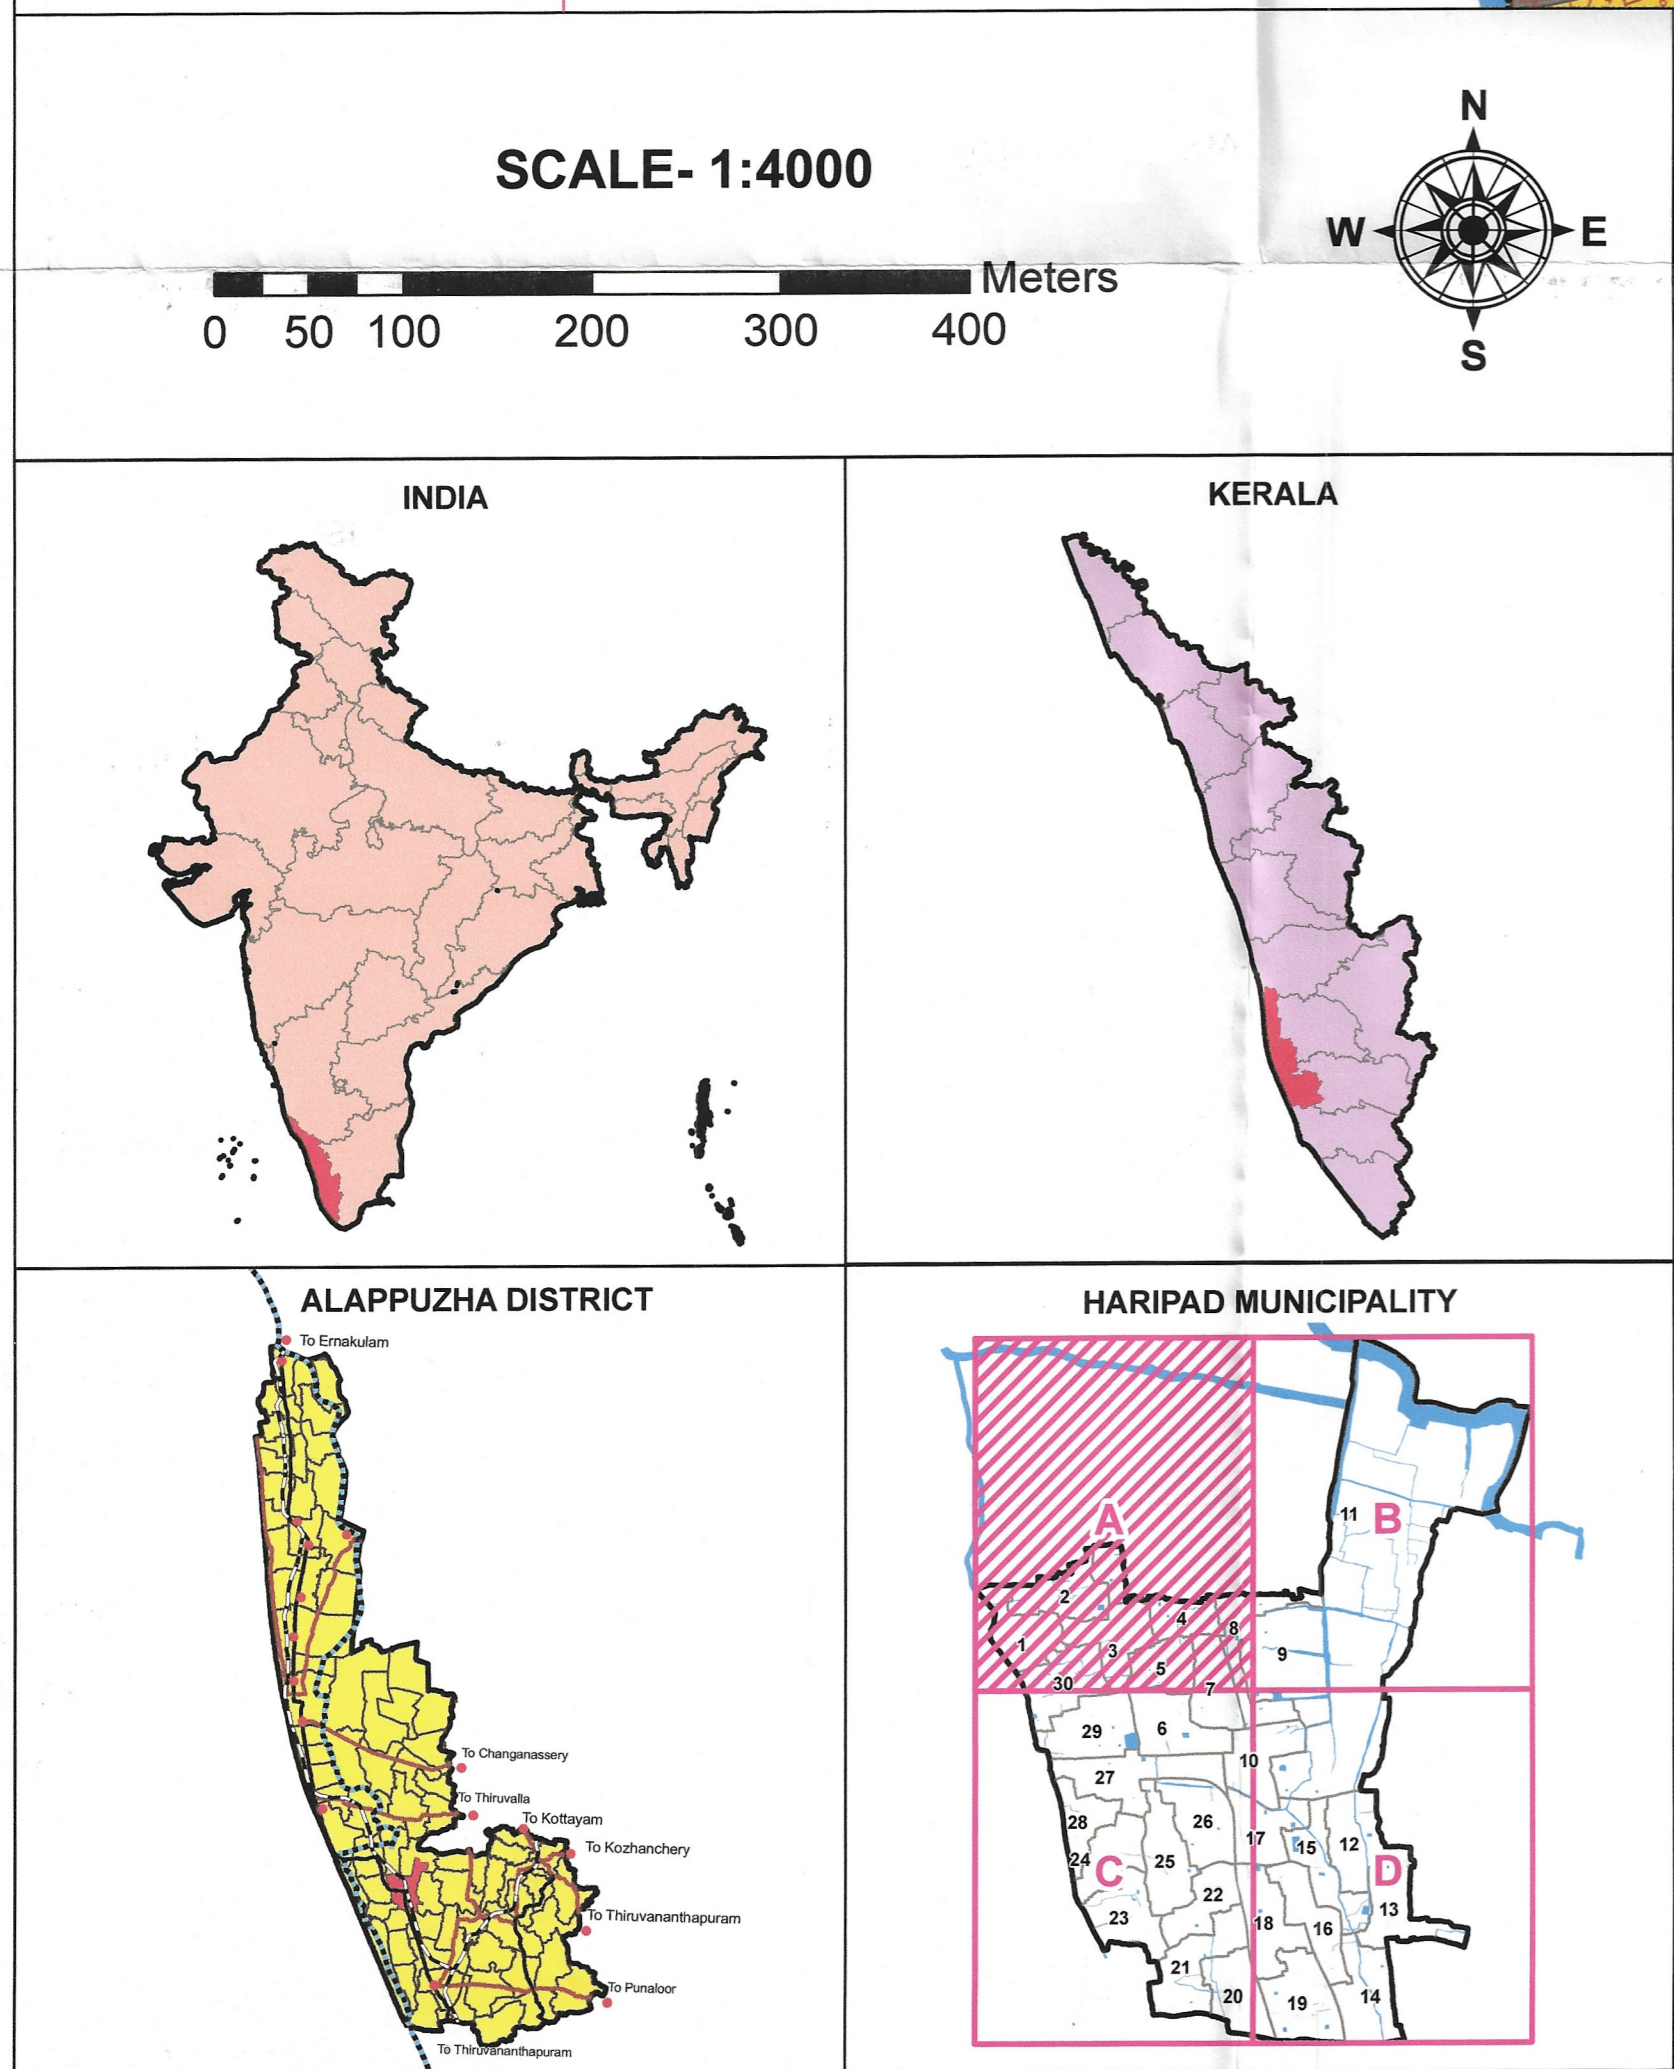 N
SCALE- 1:4000
W E
Meters
0 50 100 200 300 400
S
INDIA
KERALA
ALAPPUZHA DISTRICT
To Ernakulam
To Changanassery
To Thiruvalla
To Kottayam
To Kozhanchery
To Thiruvananthapuram
To Punaloor
To Thiruvananthapuram
HARIPAD MUNICIPALITY
A
11 B
2
4
8
1
3
9
5
30
7
29 6
10
27
28
26
17 15 12
24 C 25
D
22
13
23
18 16
21
20 19 14